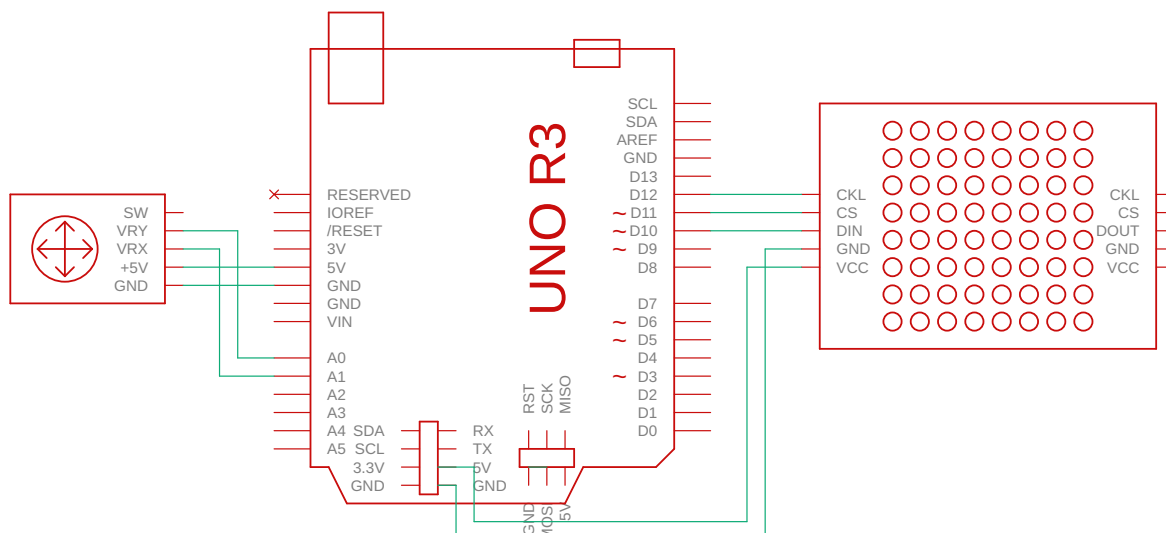 SW
VRY
VRX
+5V
GND
RESERVED
IOREF
/RESET
3V
5V
GND
GND
VIN
A0
A1
A2
A3
A4
A5
SDA
SCL
3.3V
GND
RX
TX
5V
GND
UNO R3
RST
SCK
MISO
GND
MOSI
5V
SCL
SDA
AREF
GND
D13
D12
~ D11
~ D10
~ D9
D8
D7
~ D6
~ D5
D4
~ D3
D2
D1
D0
CKL
CS
DIN
GND
VCC
CKL
CS
DOUT
GND
VCC